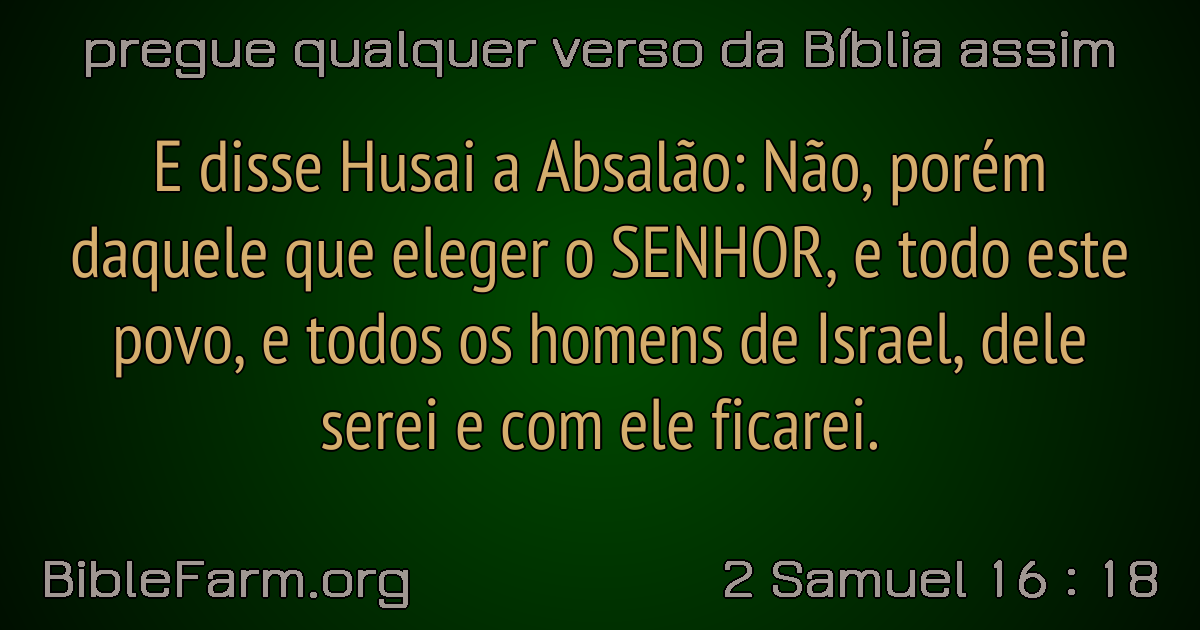 pregue qualquer verso da Bíblia assim
E disse Husai a Absalão: Não, porém
daquele que eleger o SENHOR, e todo este
povo, e todos os homens de Israel, dele
serei e com ele ficarei.
BibleFarm.org
2 Samuel 16 : 18